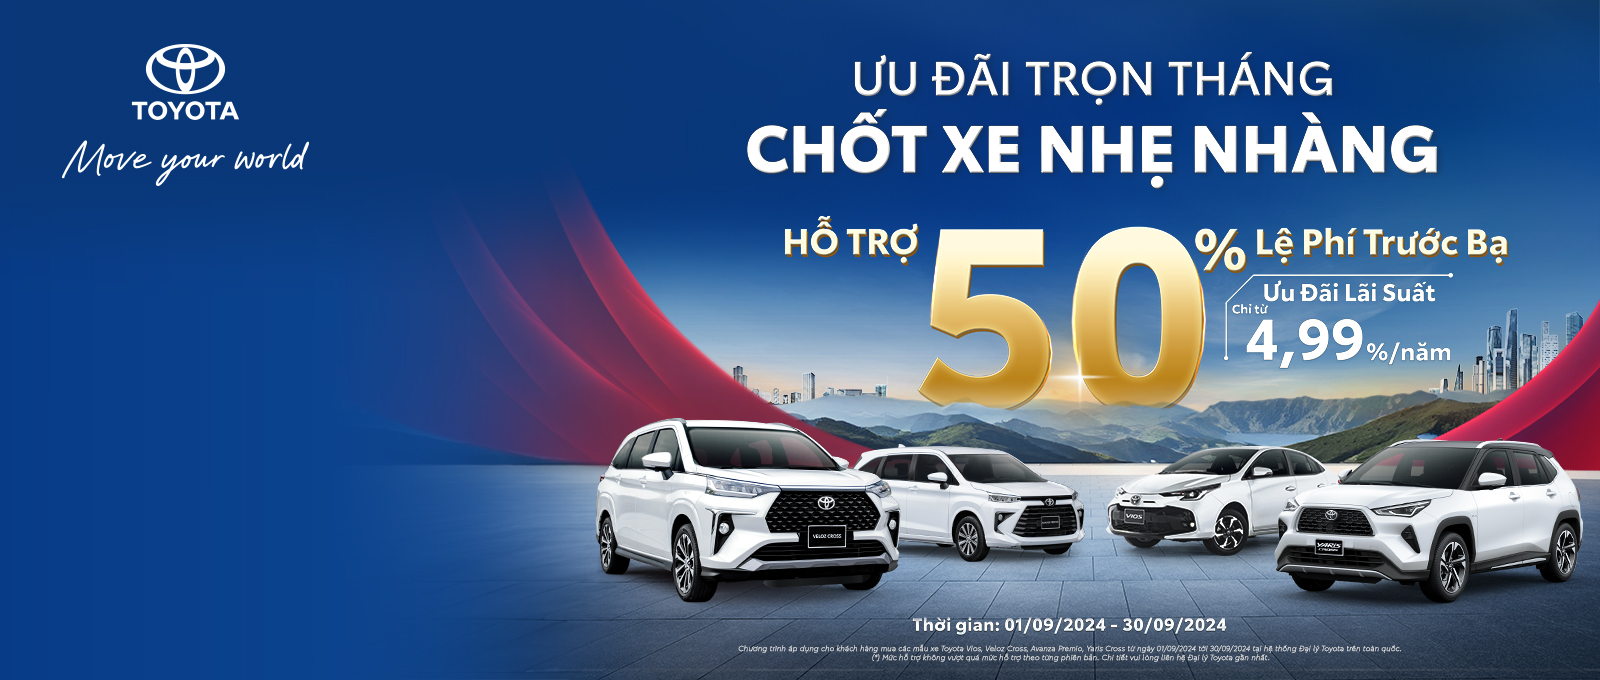 TOYOTA
Move your world
ƯU ĐÃI TRỌN THÁNG
CHỐT XE NHẸ NHÀNG
HỖ TRỢ 50% Lệ Phí Trước Bạ
Ưu Đãi Lãi Suất
Chỉ từ
4,99%/năm
VELOZ CROSS
VIOS
YARIS
CROSS
Thời gian: 01/09/2024 - 30/09/2024
Chương trình áp dụng cho khách hàng mua các mẫu xe Toyota Vios, Veloz Cross, Avanza Premio, Yaris Cross từ ngày 01/09/2024 tới 30/09/2024 tại hệ thống Đại lý Toyota trên toàn quốc.
(*) Mức hỗ trợ không vượt quá mức hỗ trợ theo từng phiên bản. Chi tiết vui lòng liên hệ Đại lý Toyota gần nhất.